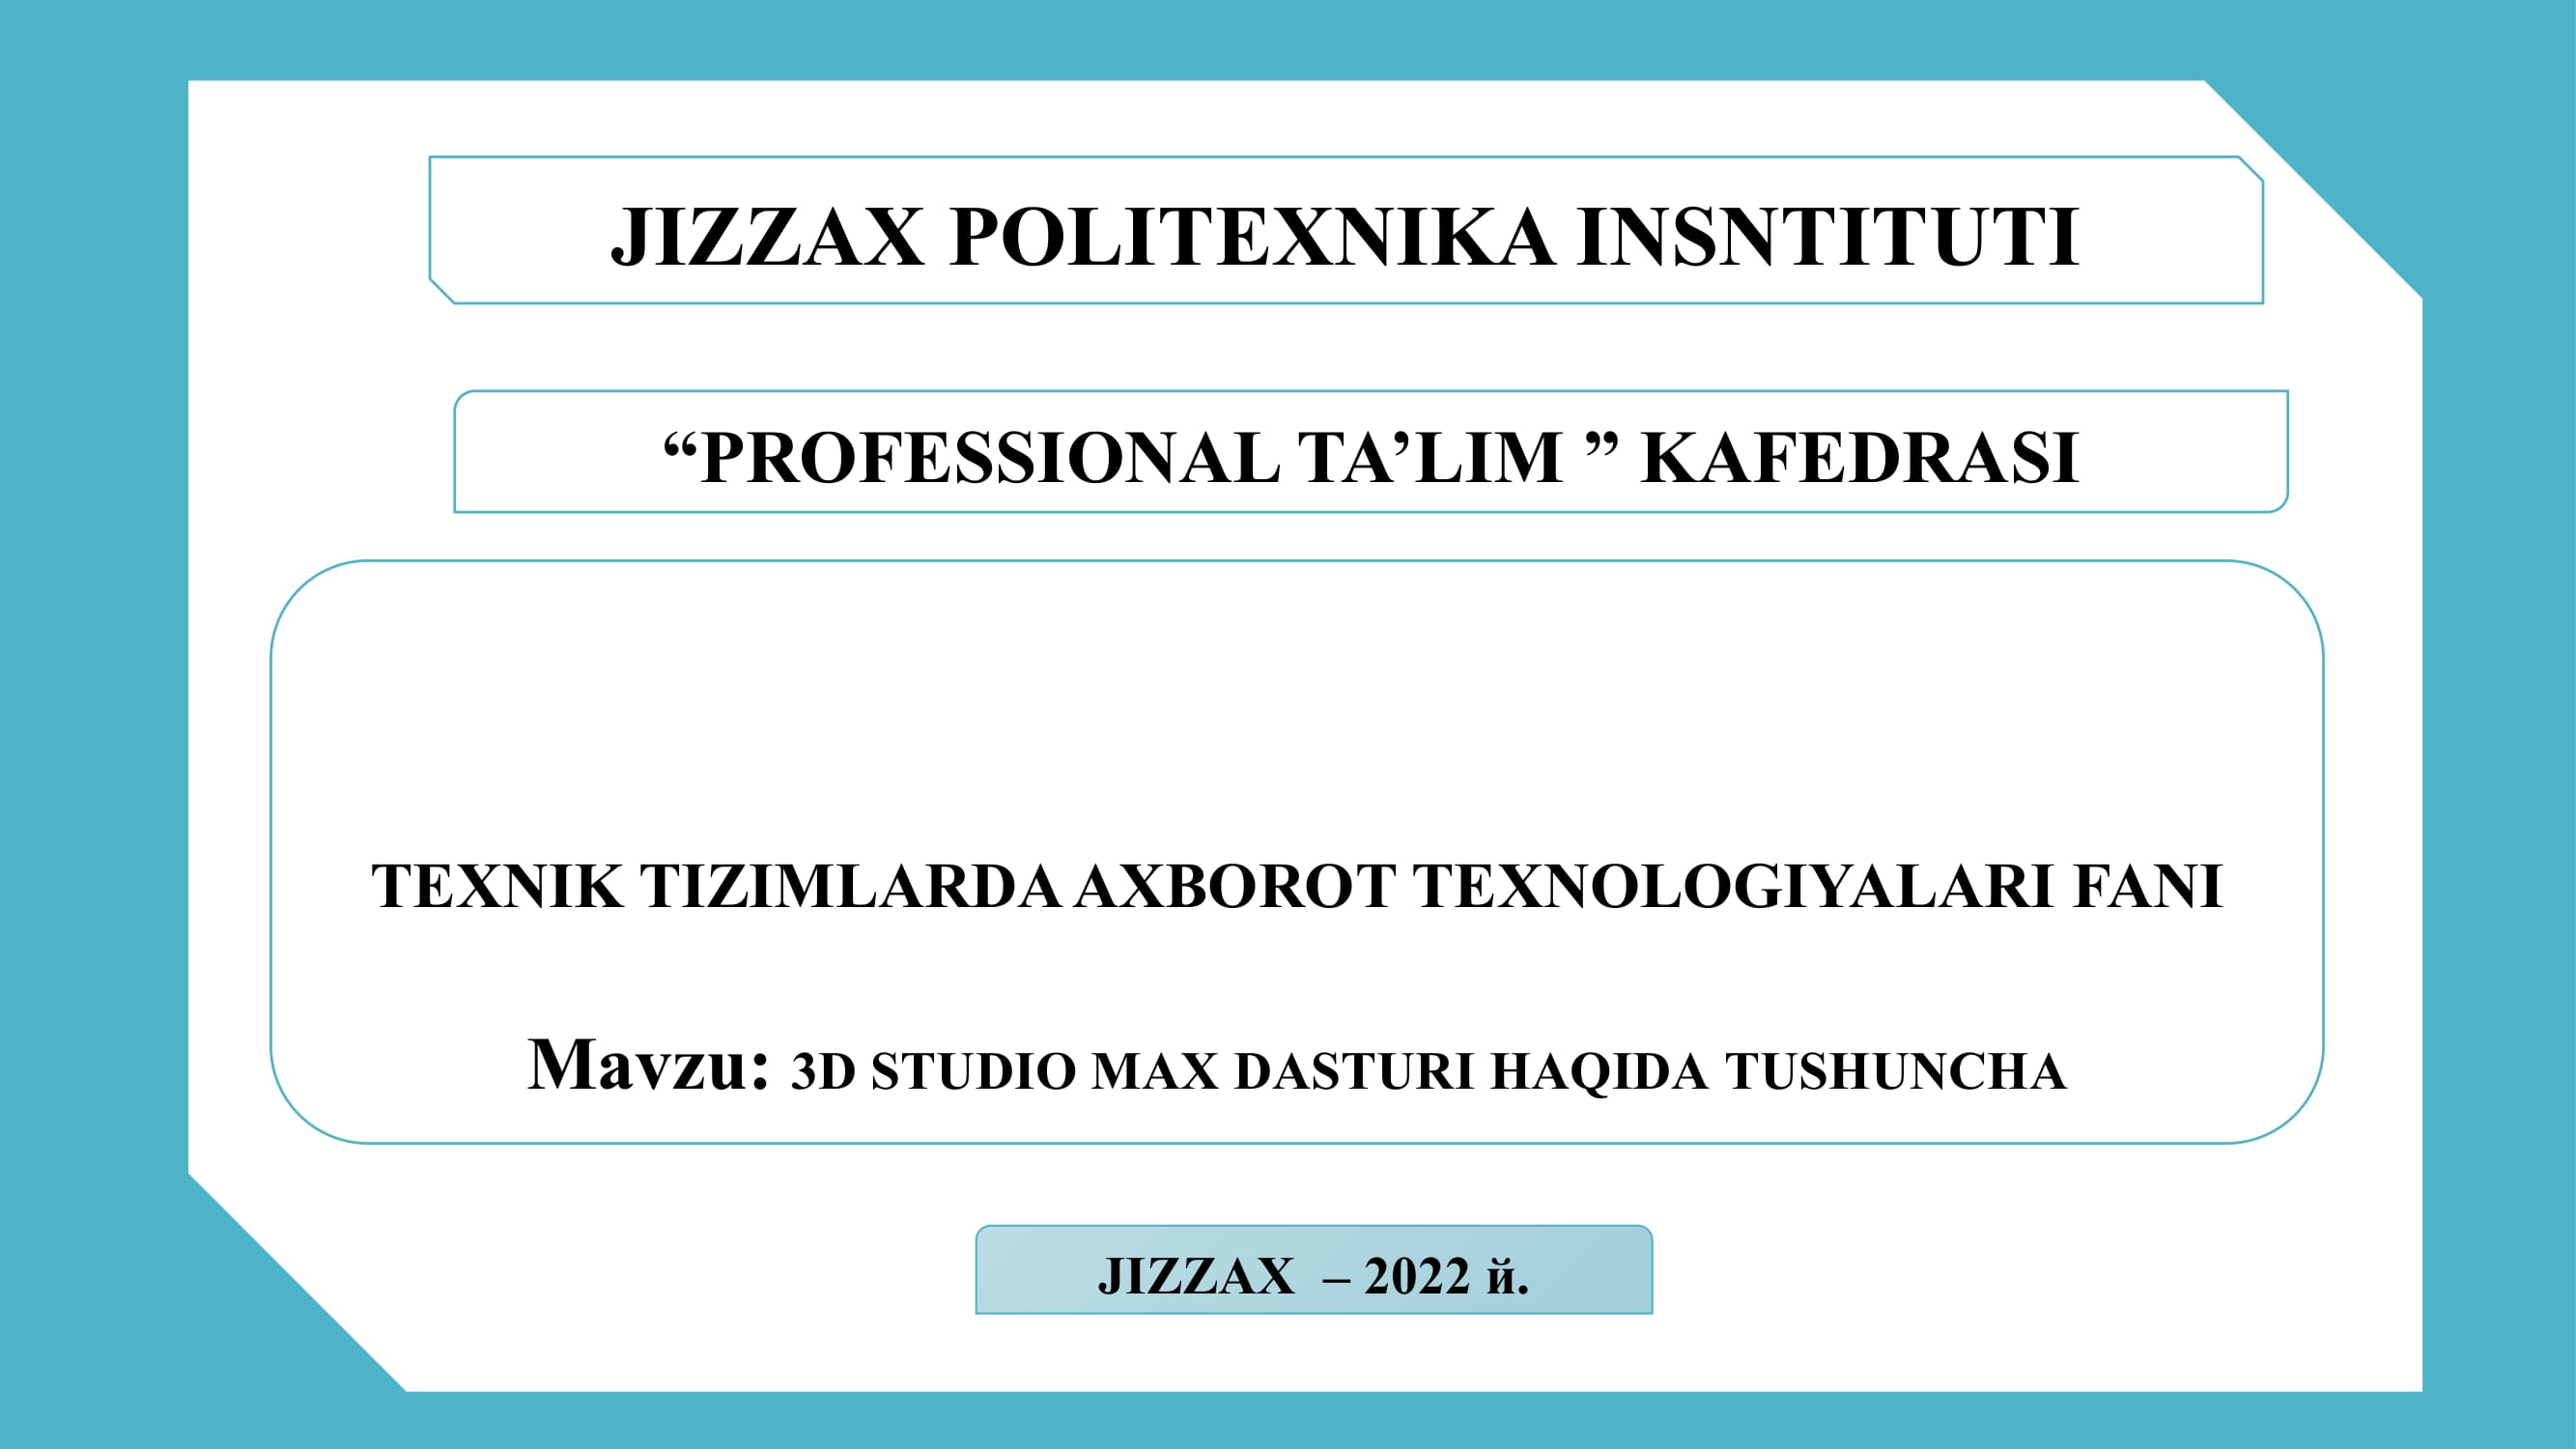 JIZZAX POLITEXNIKA INSNTITUTI
“PROFESSIONAL TA’LIM ” KAFEDRASI
TEXNIK TIZIMLARDA AXBOROT TEXNOLOGIYALARI FANI
Mavzu: 3D STUDIO MAX DASTURI HAQIDA TUSHUNCHA
JIZZAX – 2022 й.